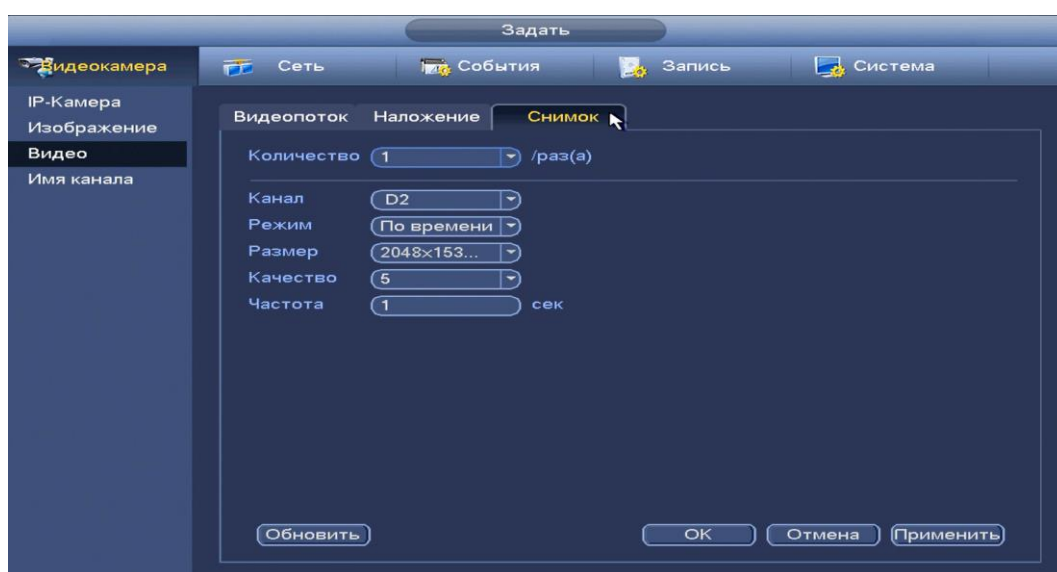 Задать
Видеокамера Сеть События Запись Система
IP-Камера
Изображение
Видео
Имя канала
Видеопоток Наложение Снимок
Количество 1 /раз(а)
Канал D2
Режим По времени
Размер 2048x153...
Качество 5
Частота 1 сек
Обновить OK Отмена Применить